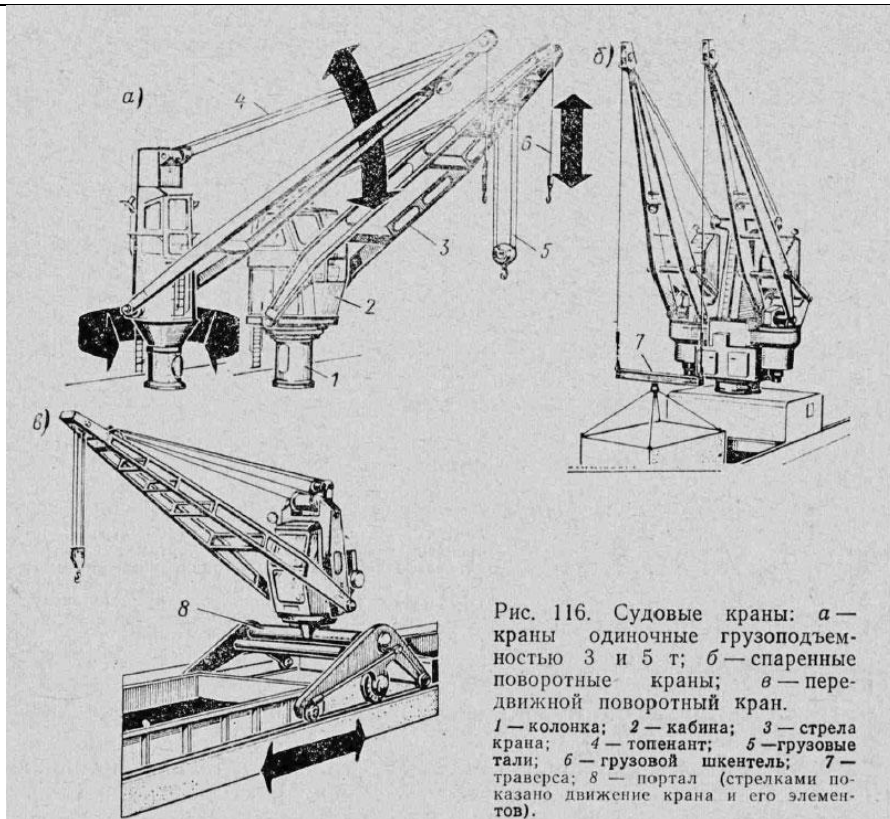 а)
4
б)
6
3
5
2
7
1
в)
8
Рис. 116. Судовые краны: а —
краны одиночные грузоподъем-
ностью 3 и 5 т; б — спаренные
поворотные краны; в — пере-
движной поворотный кран.
1 — колонка; 2 — кабина; 3 — стрела
крана; 4 — топенант; 5 — грузовые
тали; 6 — грузовой шкентель; 7 —
траверса; 8 — портал (стрелками по-
казано движение крана и его элемен-
тов).